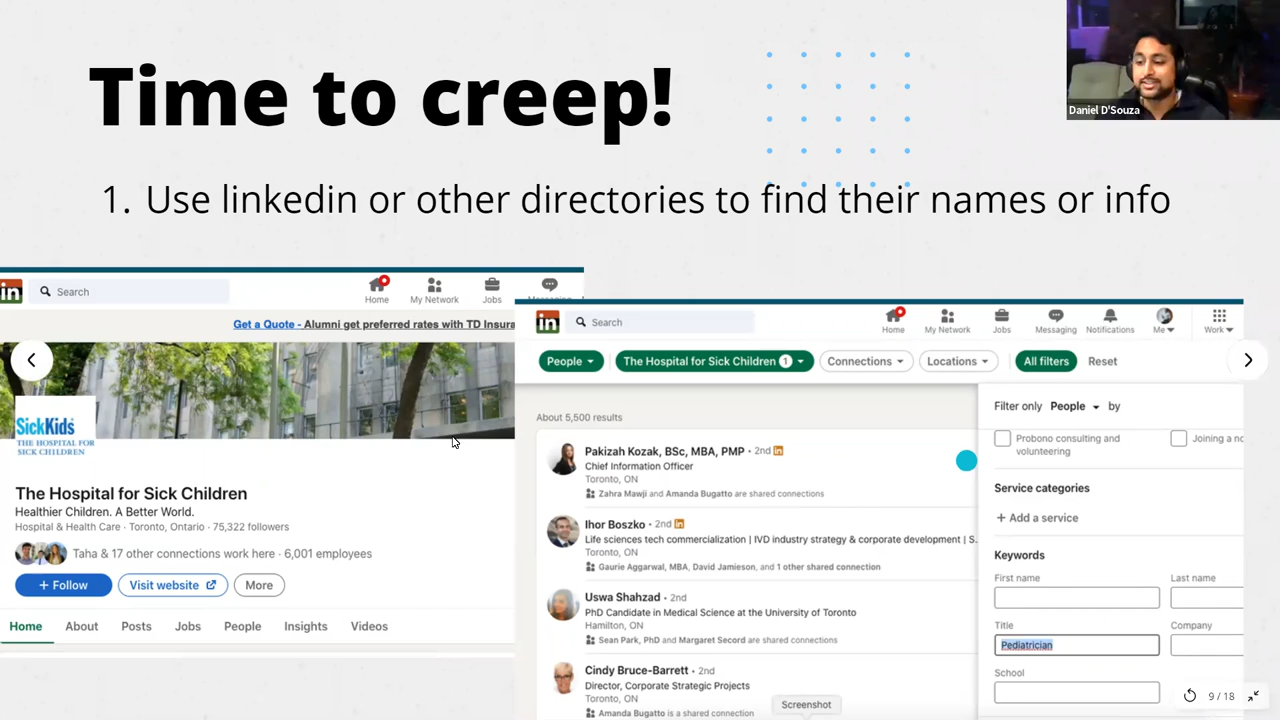 Time to creep!
Daniel D'Souza
1. Use linkedin or other directories to find their names or info
in
Search
Home
My Network
Jobs
Get a Quote - Alumni get preferred rates with TD Insura
SickKids
THE HOSPITAL FOR
SICK CHILDREN
The Hospital for Sick Children
Healthier Children. A Better World.
Hospital & Health Care · Toronto, Ontario · 75,322 followers
Taha & 17 other connections work here · 6,001 employees
+ Follow
Visit website
More
Home
About
Posts
Jobs
People
Insights
Videos
in
Search
Home
My Network
Jobs
Messaging
Notifications
Me
Work
People
The Hospital for Sick Children 1
Connections
Locations
All filters
Reset
About 5,500 results
Pakizah Kozak, BSc, MBA, PMP · 2nd in
Chief Information Officer
Toronto, ON
Zahra Mawji and Amanda Bugatto are shared connections
Ihor Boszko · 2nd in
Life sciences tech commercialization | IVD industry strategy & corporate development | S...
Toronto, ON
Gaurie Aggarwal, MBA, David Jamieson, and 1 other shared connection
Uswa Shahzad · 2nd
PhD Candidate in Medical Science at the University of Toronto
Hamilton, ON
Sean Park, PhD and Margaret Secord are shared connections
Cindy Bruce-Barrett · 2nd
Director, Corporate Strategic Projects
Toronto, ON
Amanda Bugatto is a shared connection
Screenshot
Filter only People by
Probono consulting and
volunteering
Joining a no
Service categories
+ Add a service
Keywords
First name
Last name
Title
Company
Pediatrician
School
9 / 18